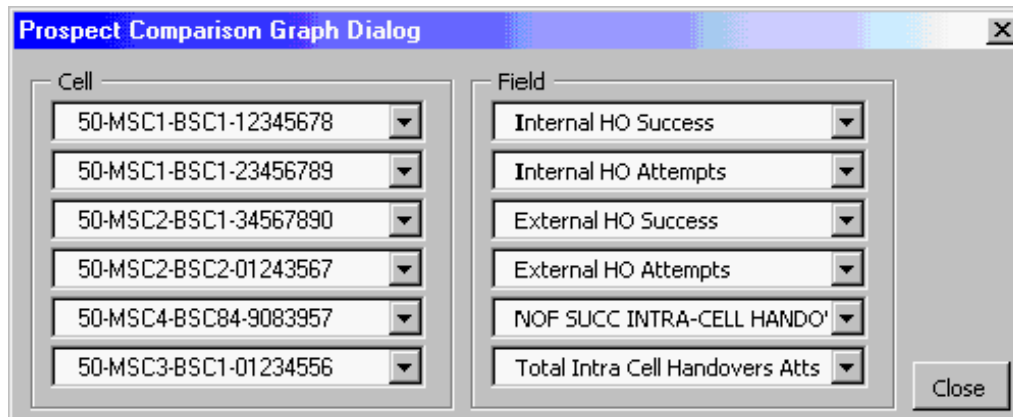 Prospect Comparison Graph Dialog
Cell
50-MSC1-BSC1-12345678
50-MSC1-BSC1-23456789
50-MSC2-BSC1-34567890
50-MSC2-BSC2-01243567
50-MSC4-BSC84-9083957
50-MSC3-BSC1-01234556
Field
Internal HO Success
Internal HO Attempts
External HO Success
External HO Attempts
NOF SUCC INTRA-CELL HANDO'
Total Intra Cell Handovers Atts
Close